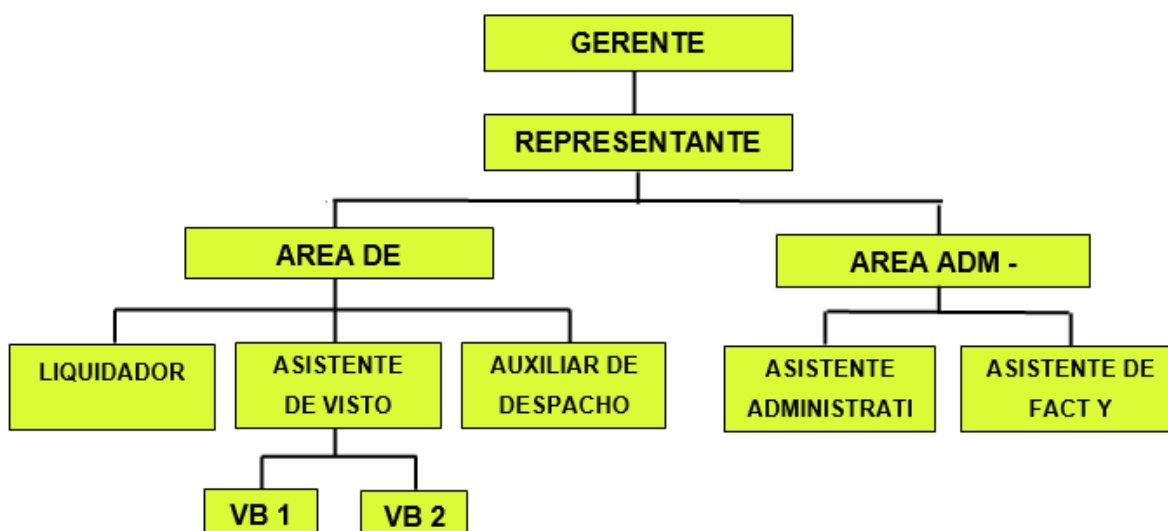 GERENTE
REPRESENTANTE
AREA DE
AREA ADM -
LIQUIDADOR
ASISTENTE
DE VISTO
AUXILIAR DE
DESPACHO
ASISTENTE
ADMINISTRATI
ASISTENTE DE
FACT Y
VB 1
VB 2